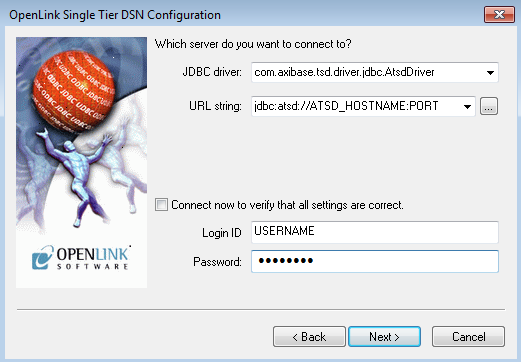 OpenLink Single Tier DSN Configuration
Which server do you want to connect to?
JDBC driver: com.axibase.tsd.driver.jdbc.AtsdDriver
URL string: jdbc:atsd://ATSD_HOSTNAME:PORT ...
Connect now to verify that all settings are correct.
Login ID USERNAME
Password: ••••••••
OPENLINK
SOFTWARE
< Back Next > Cancel